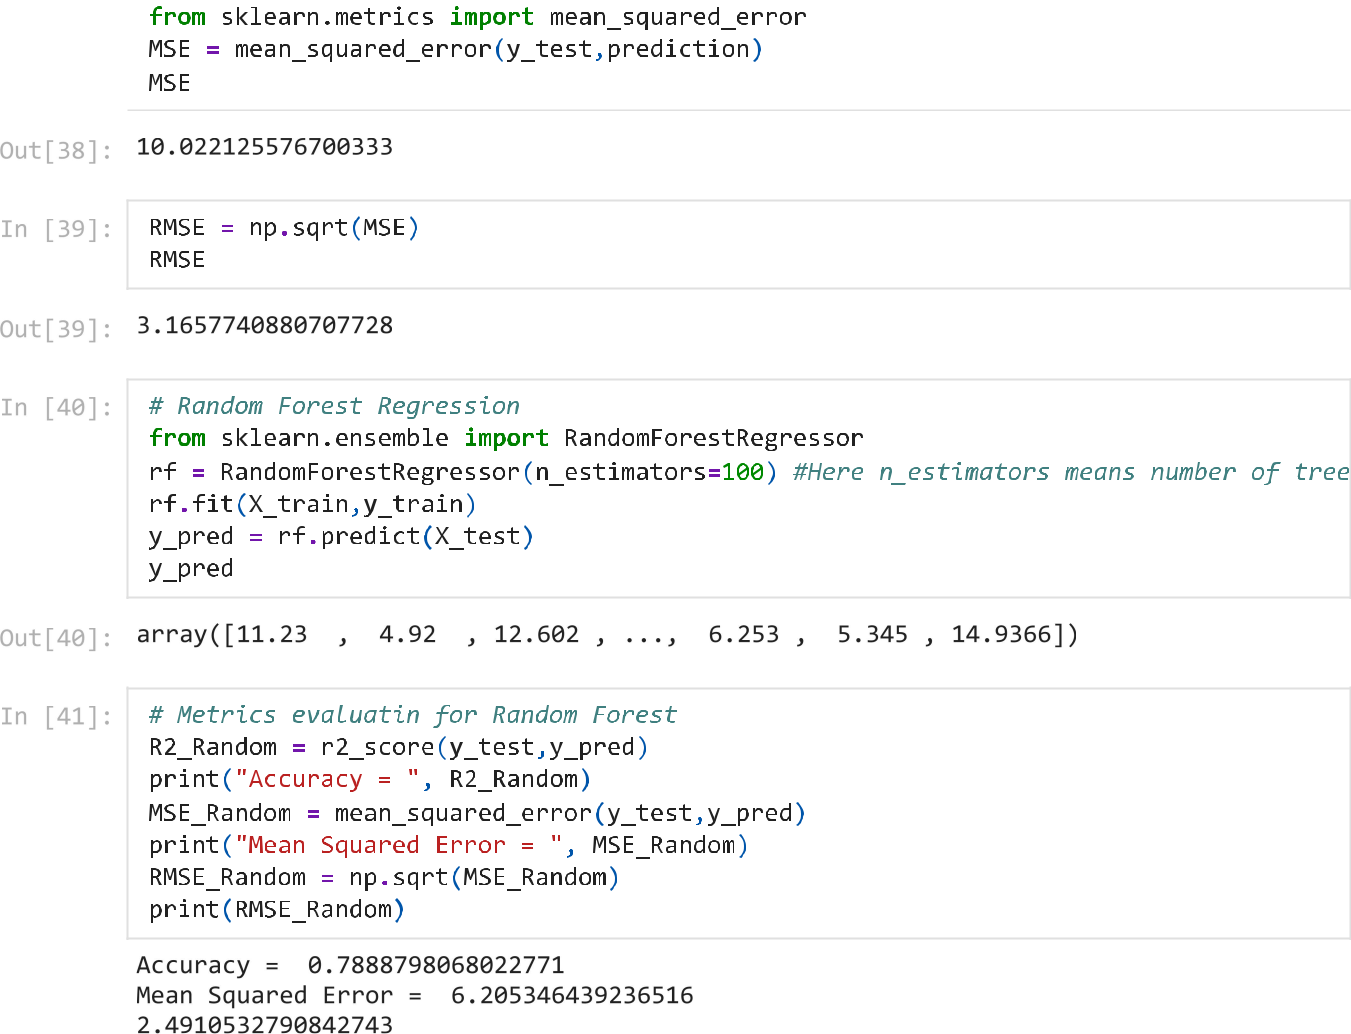 from sklearn.metrics import mean_squared_error
MSE = mean_squared_error(y_test,prediction)
MSE
Out[38]: 10.022125576700333
In [39]: RMSE = np.sqrt(MSE)
RMSE
Out[39]: 3.1657740880707728
In [40]: # Random Forest Regression
from sklearn.ensemble import RandomForestRegressor
rf = RandomForestRegressor(n_estimators=100) #Here n_estimators means number of tree
rf.fit(X_train,y_train)
y_pred = rf.predict(X_test)
y_pred
Out[40]: array([11.23  ,  4.92  , 12.602 , ...,  6.253 ,  5.345 , 14.9366])
In [41]: # Metrics evaluatin for Random Forest
R2_Random = r2_score(y_test,y_pred)
print("Accuracy = ", R2_Random)
MSE_Random = mean_squared_error(y_test,y_pred)
print("Mean Squared Error = ", MSE_Random)
RMSE_Random = np.sqrt(MSE_Random)
print(RMSE_Random)
Accuracy =  0.7888798068022771
Mean Squared Error =  6.205346439236516
2.4910532790842743